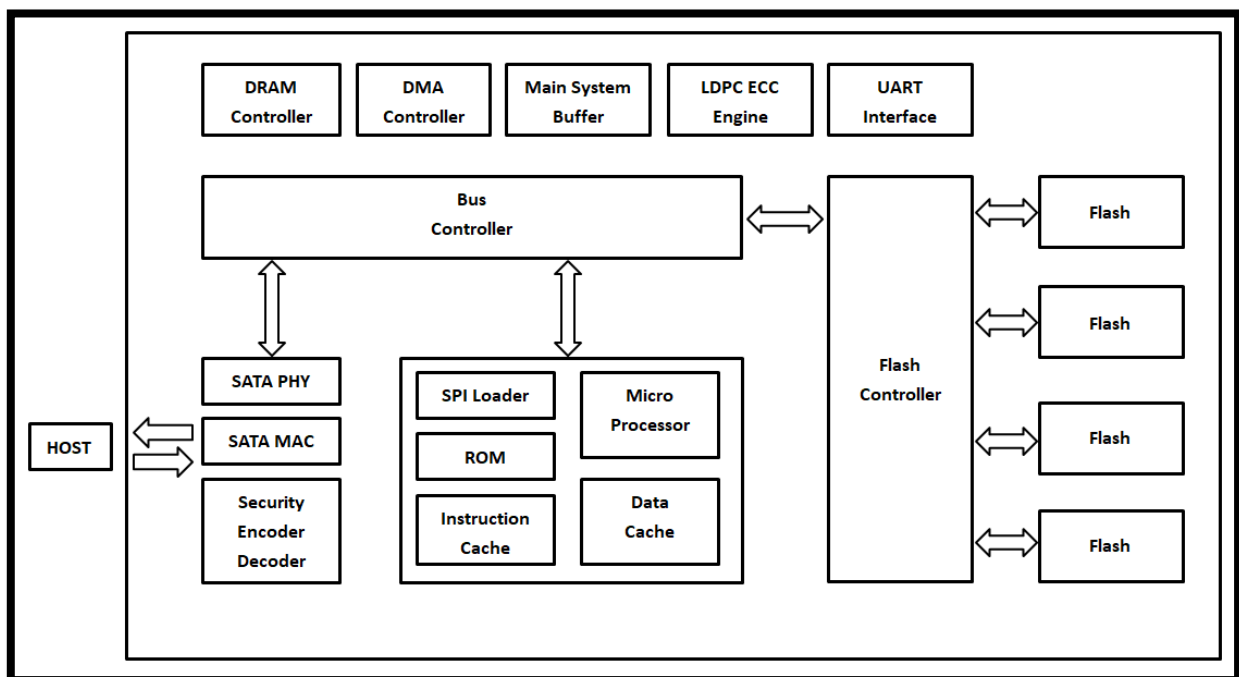 DRAM
Controller
DMA
Controller
Main System
Buffer
LDPC ECC
Engine
UART
Interface
Bus
Controller
Flash
Flash
Flash
Flash
Flash
Controller
SATA PHY
SATA MAC
Security
Encoder
Decoder
HOST
SPI Loader
ROM
Instruction
Cache
Micro
Processor
Data
Cache